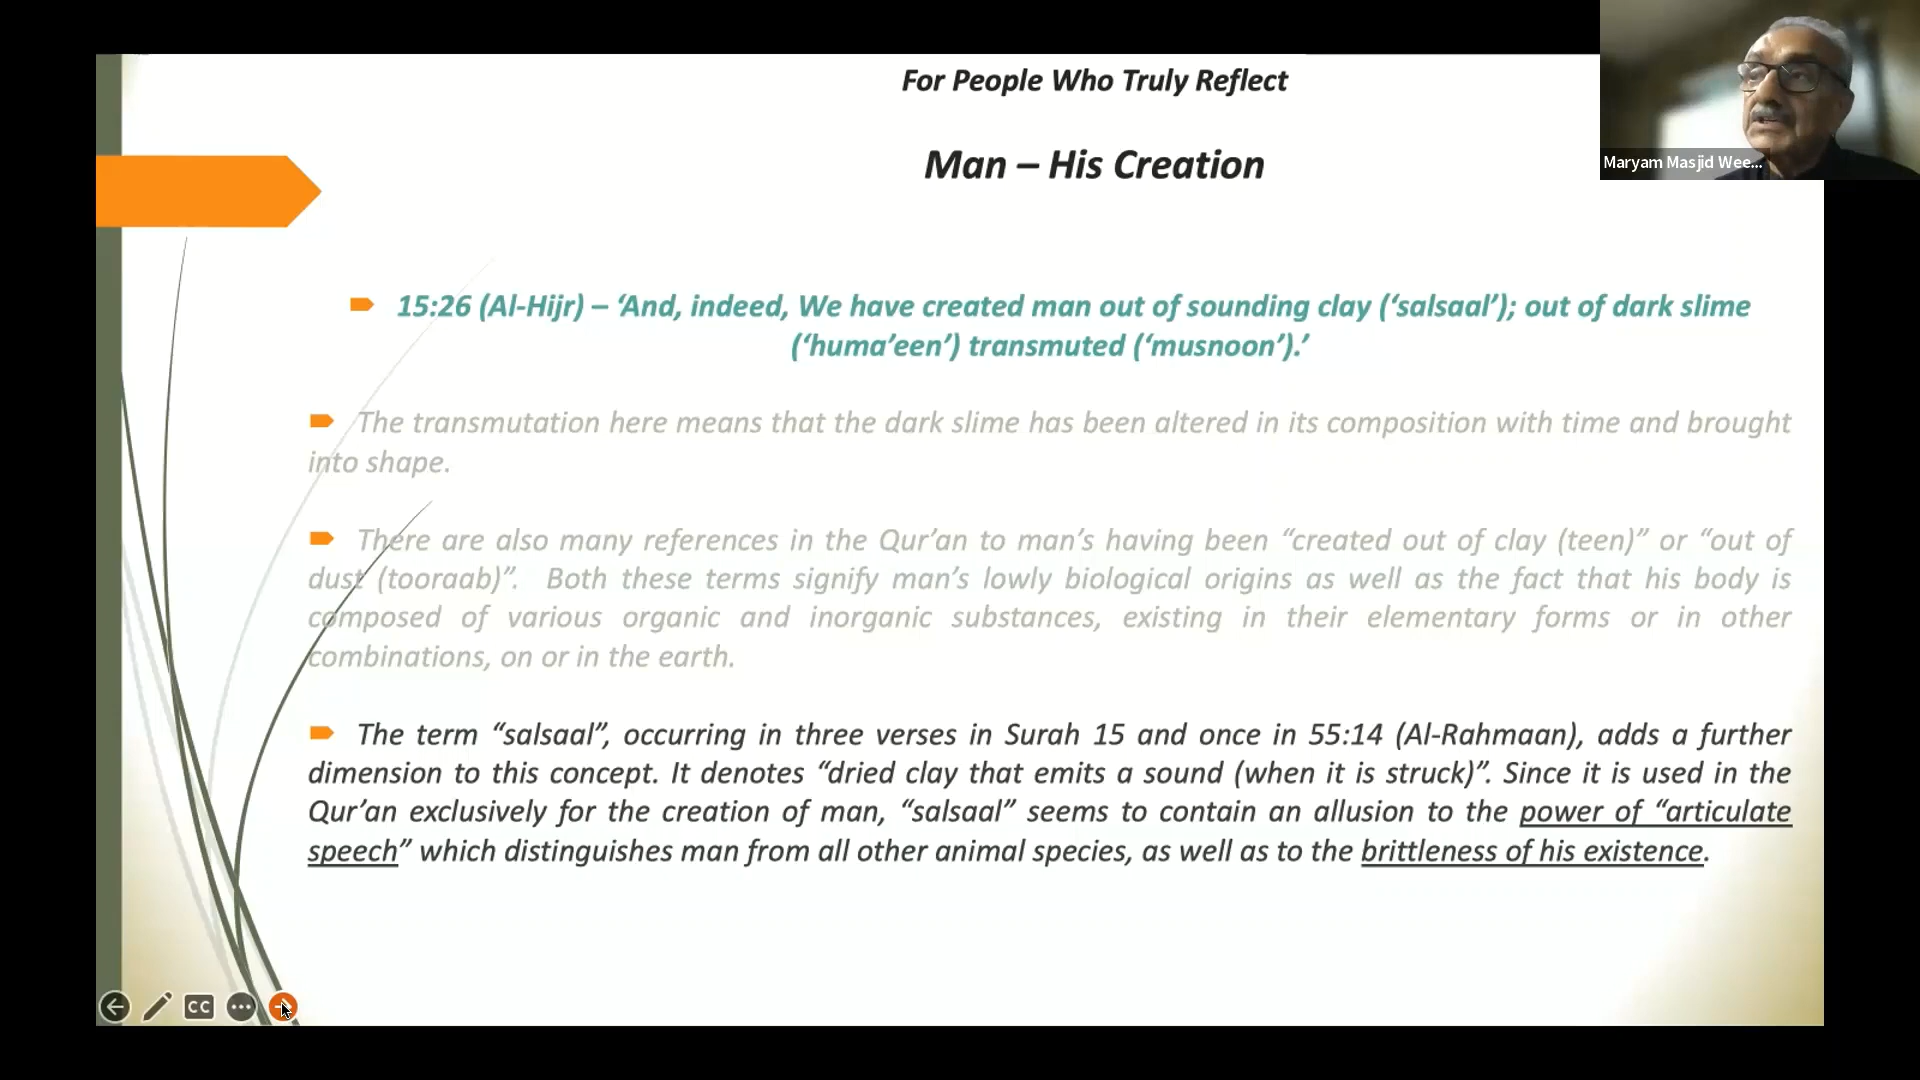 For People Who Truly Reflect
Man – His Creation
Maryam Masjid Wee...
15:26 (Al-Hijr) – ‘And, indeed, We have created man out of sounding clay (‘salsaal’); out of dark slime
(‘huma’een’) transmuted (‘musnoon’).’
The transmutation here means that the dark slime has been altered in its composition with time and brought
into shape.
There are also many references in the Qur’an to man’s having been “created out of clay (teen)” or “out of
dust (tooraab)”. Both these terms signify man’s lowly biological origins as well as the fact that his body is
composed of various organic and inorganic substances, existing in their elementary forms or in other
combinations, on or in the earth.
The term “salsaal”, occurring in three verses in Surah 15 and once in 55:14 (Al-Rahmaan), adds a further
dimension to this concept. It denotes “dried clay that emits a sound (when it is struck)”. Since it is used in the
Qur’an exclusively for the creation of man, “salsaal” seems to contain an allusion to the power of “articulate
speech” which distinguishes man from all other animal species, as well as to the brittleness of his existence.
CC